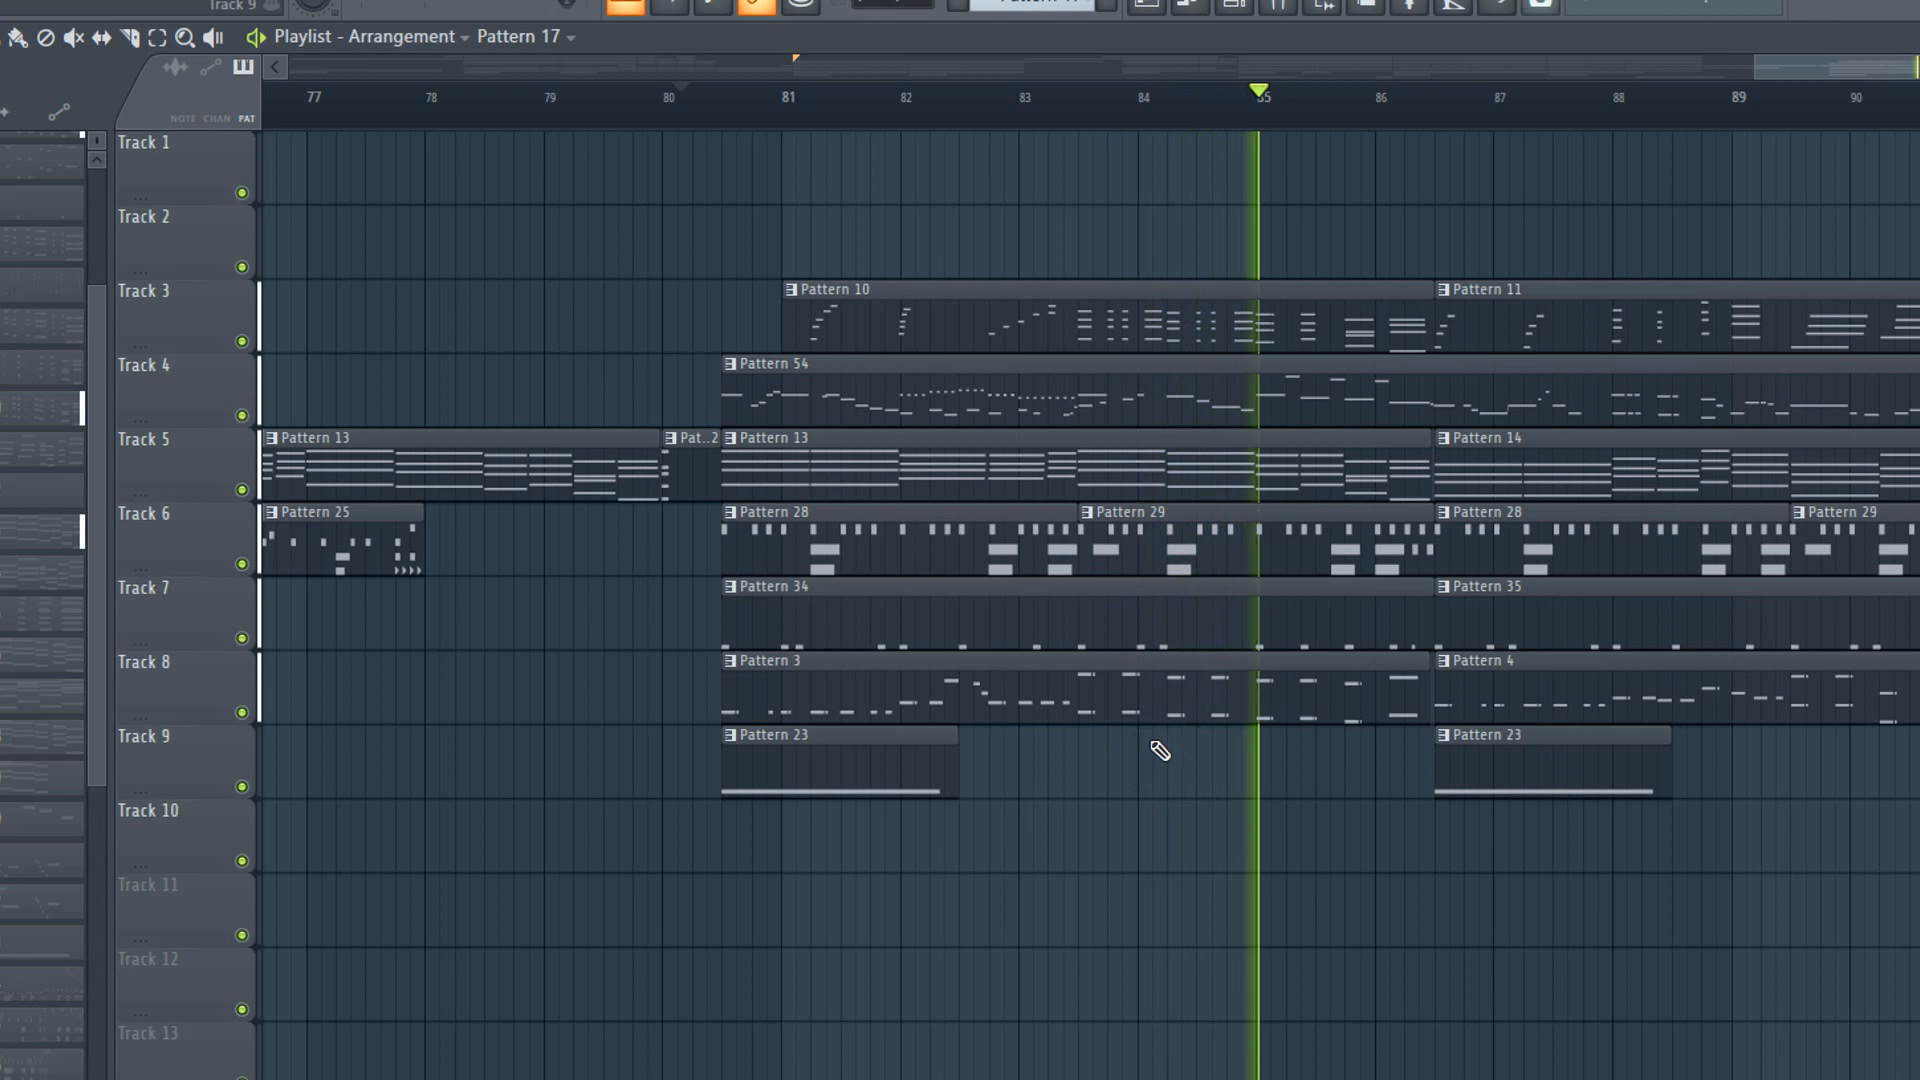 Track 9
Playlist - Arrangement Pattern 17
NOTE CHAN PAT
77 78 79 80 81 82 83 84 85 86 87 88 89 90
Track 1
Track 2
Track 3
Pattern 10 Pattern 11
Track 4
Pattern 54
Track 5
Pattern 13 Pat..2 Pattern 13 Pattern 14
Track 6
Pattern 25 Pattern 28 Pattern 29 Pattern 28 Pattern 29
Track 7
Pattern 34 Pattern 35
Track 8
Pattern 3 Pattern 4
Track 9
Pattern 23 Pattern 23
Track 10
Track 11
Track 12
Track 13